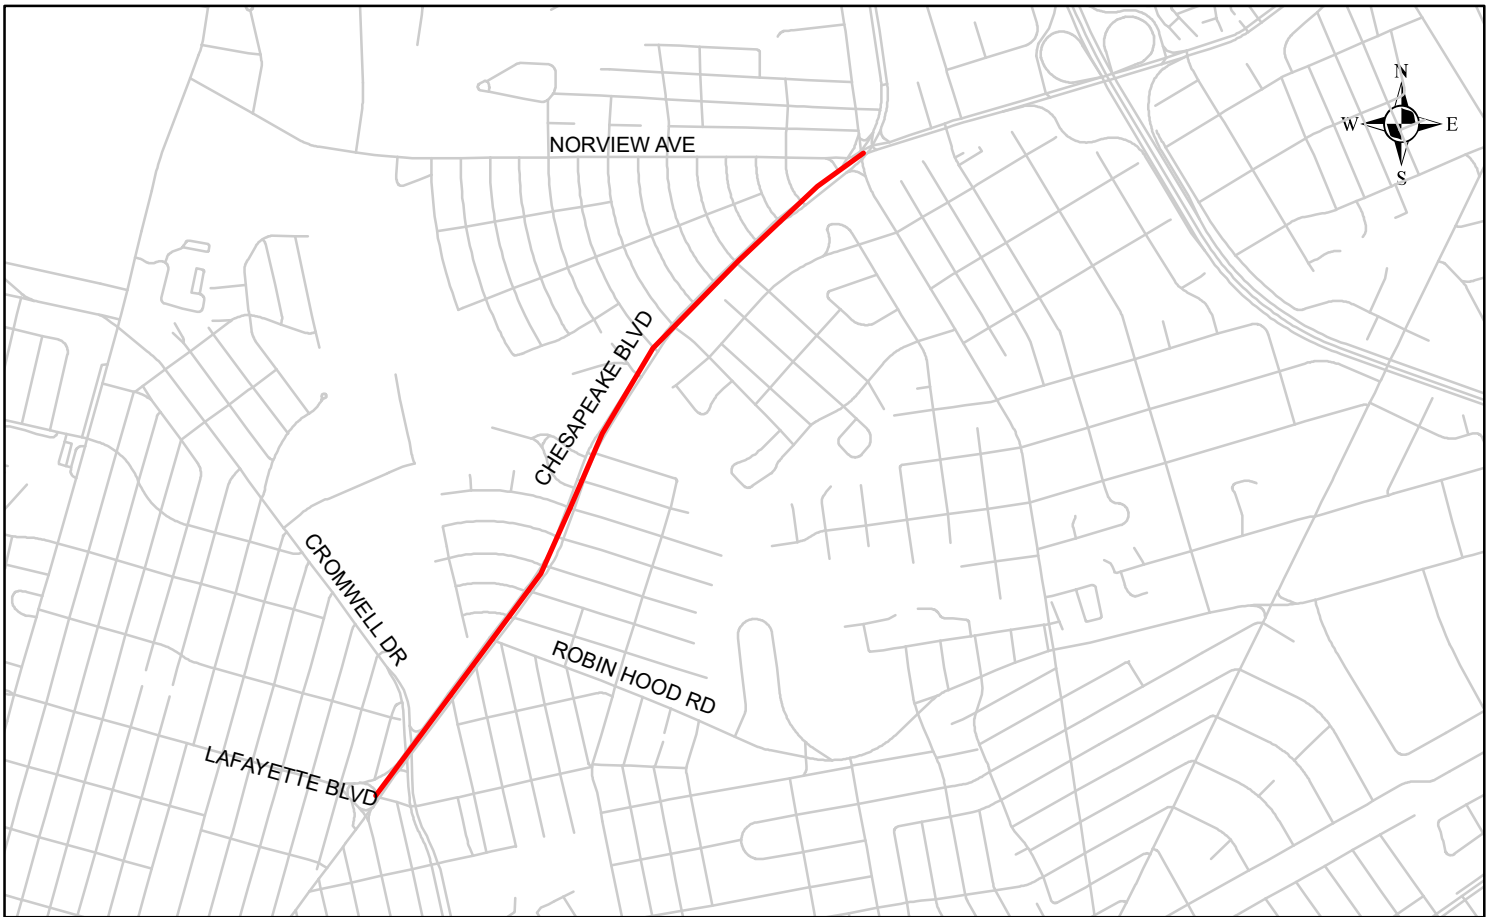 N
W
E
S
NORVIEW AVE
CHESAPEAKE BLVD
CROMWELL DR
ROBIN HOOD RD
LAFAYETTE BLVD